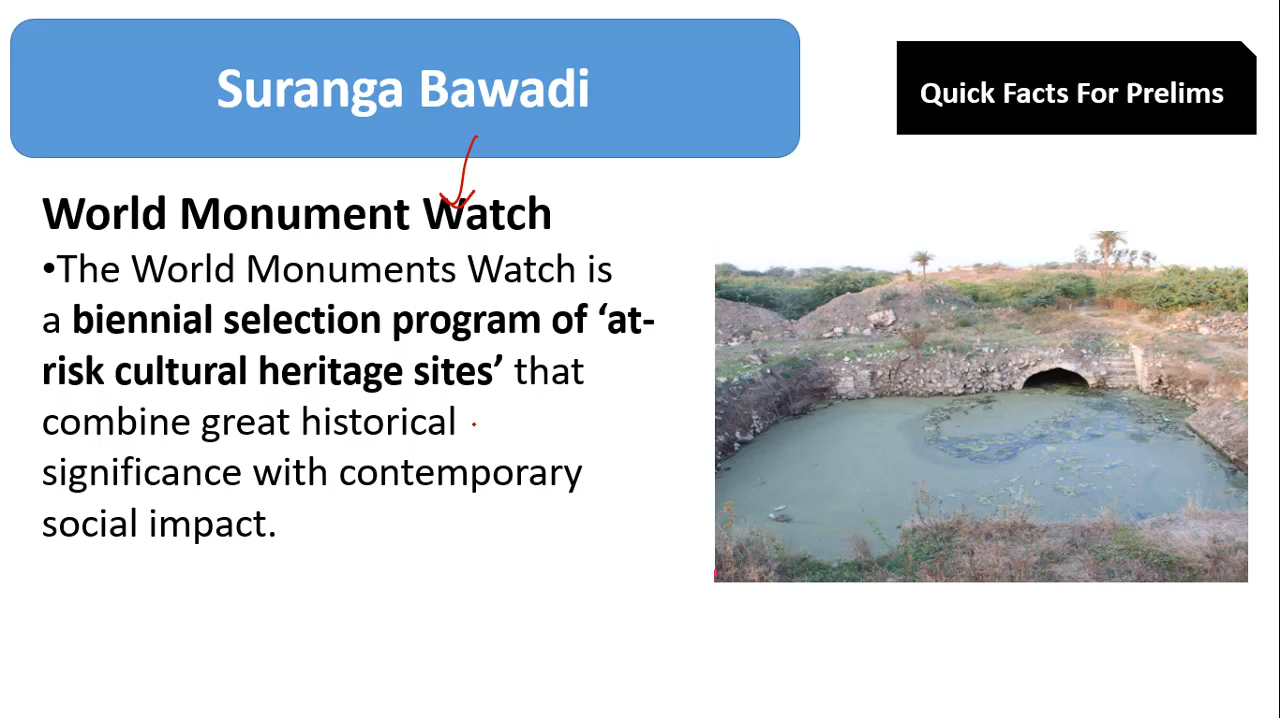 Suranga Bawadi
Quick Facts For Prelims
World Monument Watch
•The World Monuments Watch is
a biennial selection program of ‘at-
risk cultural heritage sites’ that
combine great historical
significance with contemporary
social impact.